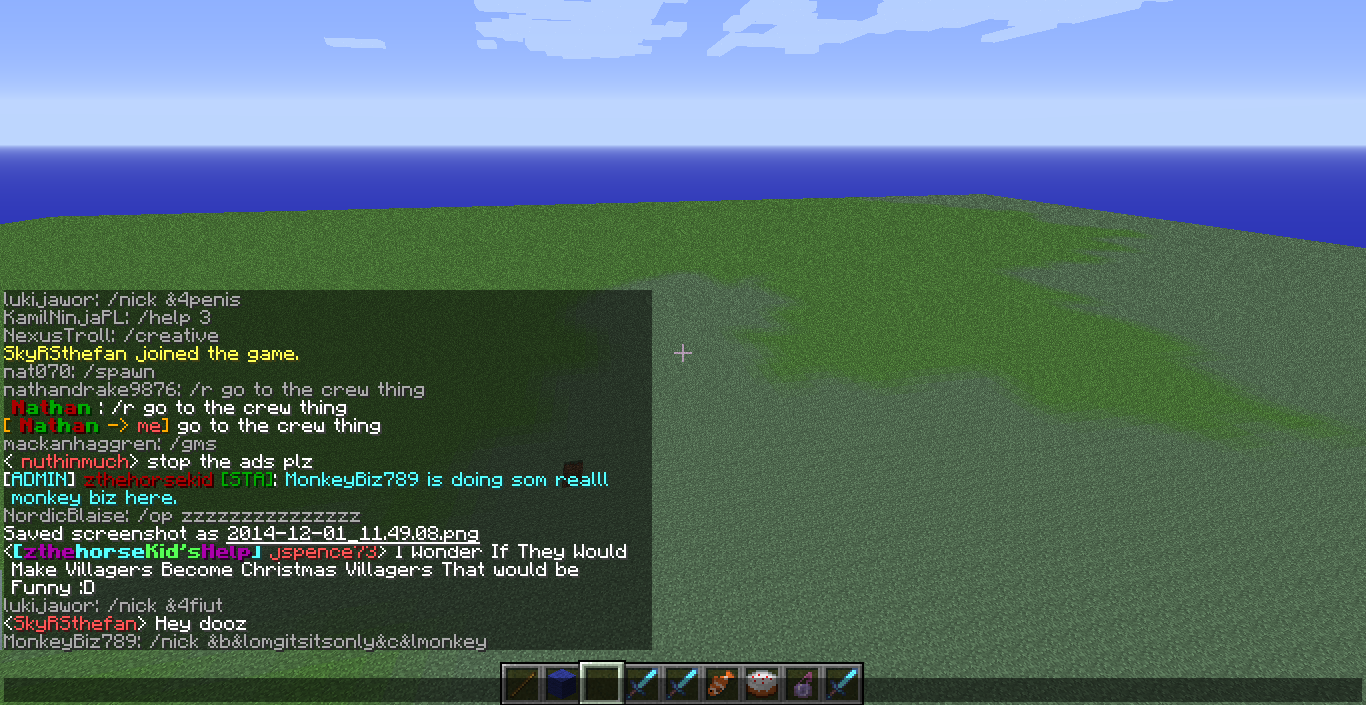 lukijawor: /nick &4penis
KamilNinjaPL: /help 3
NexusTroll: /creative
SkyRSthefan joined the game.
nat070: /spawn
nathandrake9876: /r go to the crew thing
Nathan : /r go to the crew thing
[ Nathan -> me] go to the crew thing
mackanhaggren: /gms
< nuthinmuch> stop the ads plz
[ADMIN] zthehorsekid [STA]: MonkeyBiz789 is doing som realll
monkey biz here.
NordicBlaise: /op zzzzzzzzzzzzzzz
Saved screenshot as 2014-12-01_11.49.08.png
<[zthehorseKid'sHelp] jspence73> I Wonder If They Would
Make Villagers Become Christmas Villagers That would be
Funny :D
lukijawor: /nick &4fiut
<SkyRSthefan> Hey dooz
MonkeyBiz789: /nick &b&lomgitsitsonly&c&lmonkey